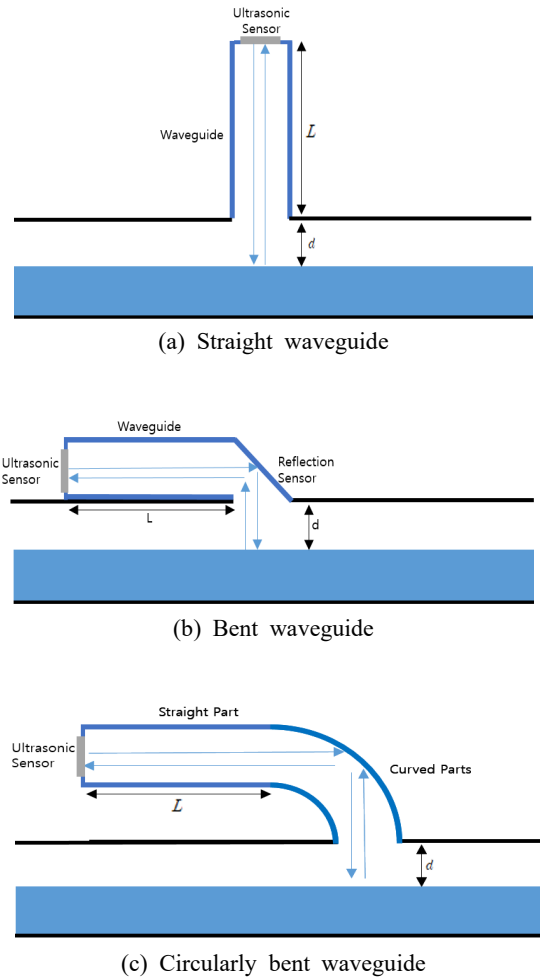 Ultrasonic
Sensor
Waveguide
L
d
(a) Straight waveguide
Waveguide
Ultrasonic
Sensor
Reflection
Sensor
L
d
(b) Bent waveguide
Straight Part
Ultrasonic
Sensor
Curved Parts
L
d
(c) Circularly bent waveguide